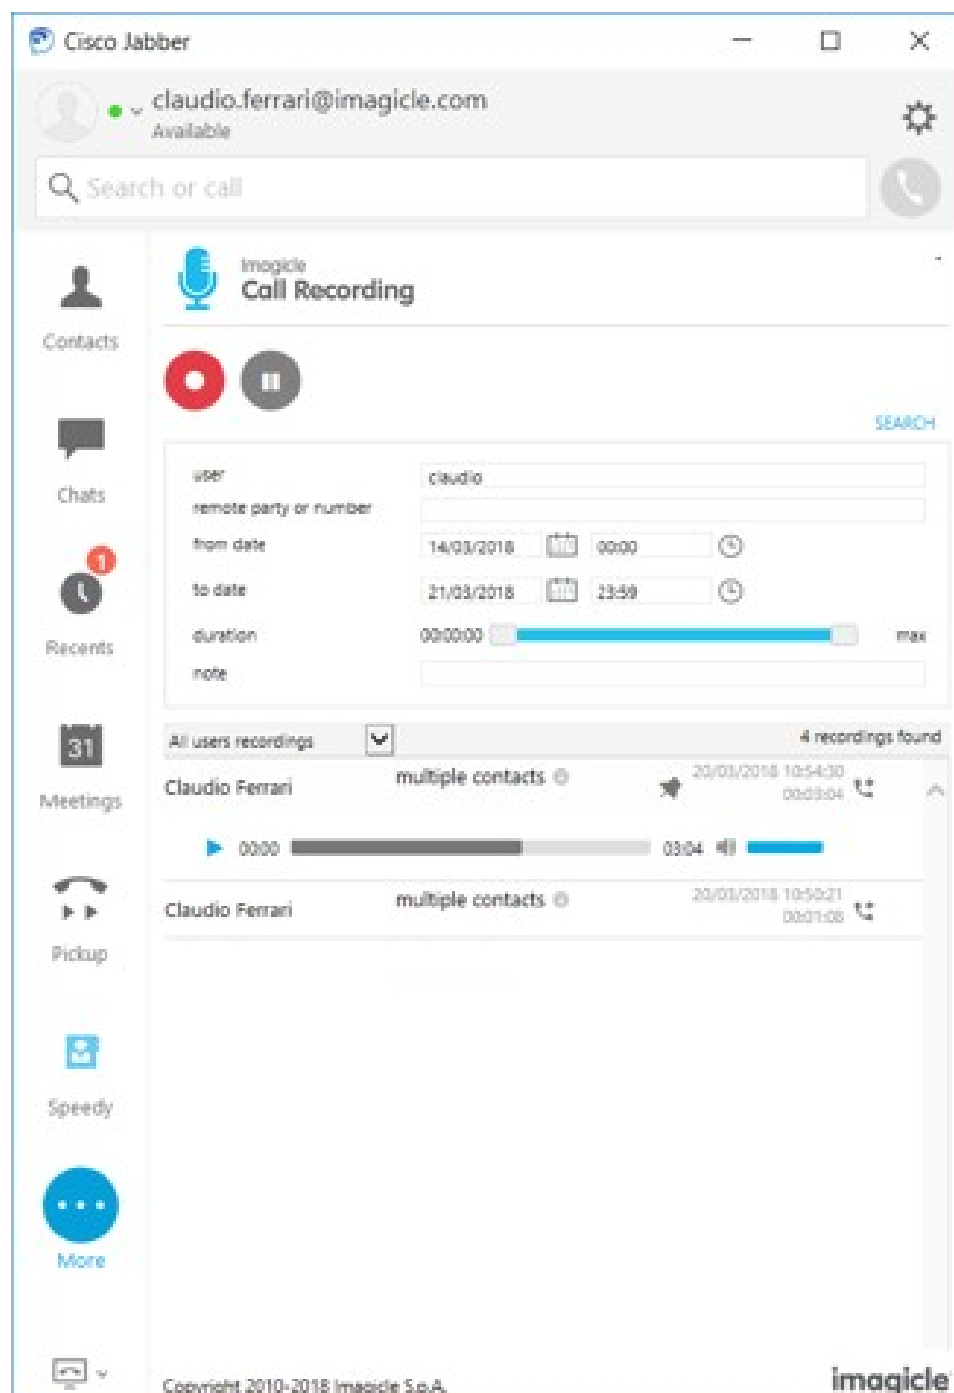 Cisco Jabber
claudio.ferrari@imagicle.com
Available
Search or call
Contacts
Chats
1
Recents
31
Meetings
Pickup
Speedy
More
Imagicle
Call Recording
SEARCH
user claudio
remote party or number
from date 14/03/2018 00:00
to date 21/03/2018 23:59
duration 00:00:00 max
note
All users recordings 4 recordings found
Claudio Ferrari multiple contacts 20/03/2018 10:54:30
00:03:04
00:00 03:04
Claudio Ferrari multiple contacts 20/03/2018 10:50:21
00:01:08
Copyright 2010-2018 Imagicle S.p.A.
imagicle